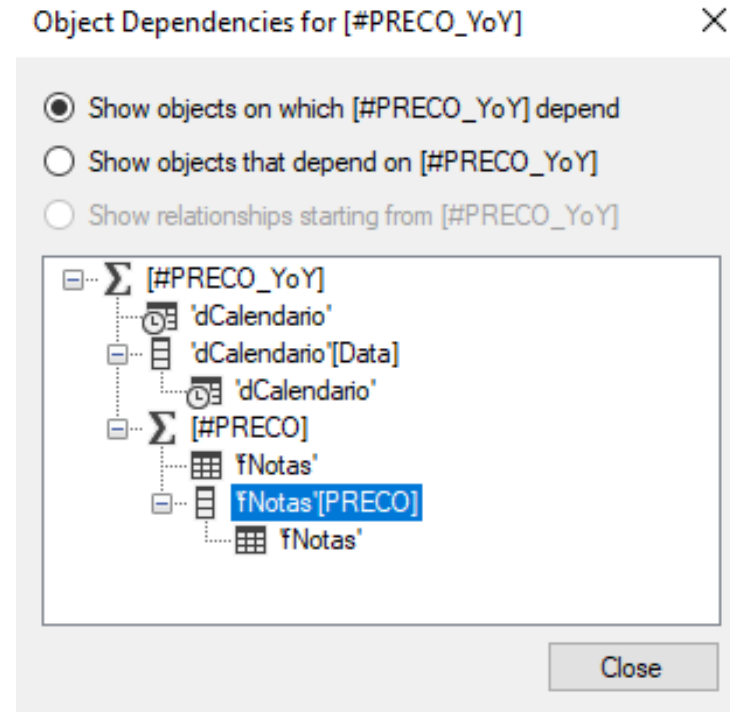 Object Dependencies for [#PRECO_YoY]
Show objects on which [#PRECO_YoY] depend
Show objects that depend on [#PRECO_YoY]
Show relationships starting from [#PRECO_YoY]
[#PRECO_YoY]
'dCalendario'
'dCalendario'[Data]
'dCalendario'
[#PRECO]
'fNotas'
'fNotas'[PRECO]
'fNotas'
Close